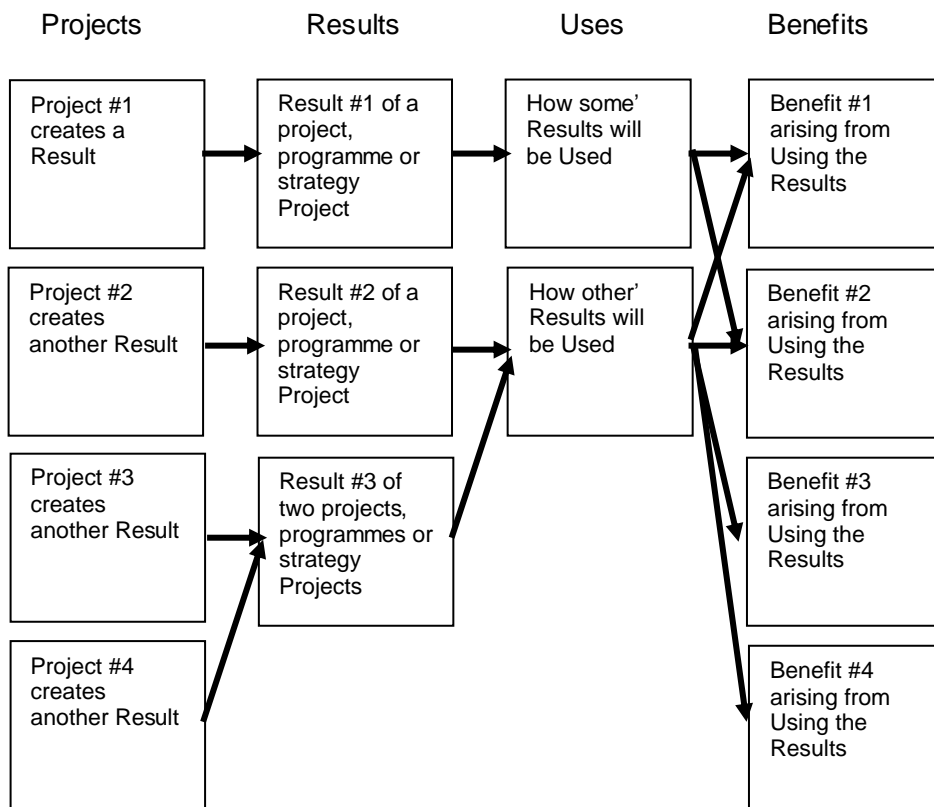 Projects
Results
Uses
Benefits
Project #1
creates a
Result
Result #1 of a
project,
programme or
strategy
Project
How some’
Results will
be Used
Benefit #1
arising from
Using the
Results
Project #2
creates
another Result
Result #2 of a
project,
programme or
strategy
Project
How other’
Results will
be Used
Benefit #2
arising from
Using the
Results
Project #3
creates
another Result
Result #3 of
two projects,
programmes or
strategy
Projects
Benefit #3
arising from
Using the
Results
Project #4
creates
another Result
Benefit #4
arising from
Using the
Results